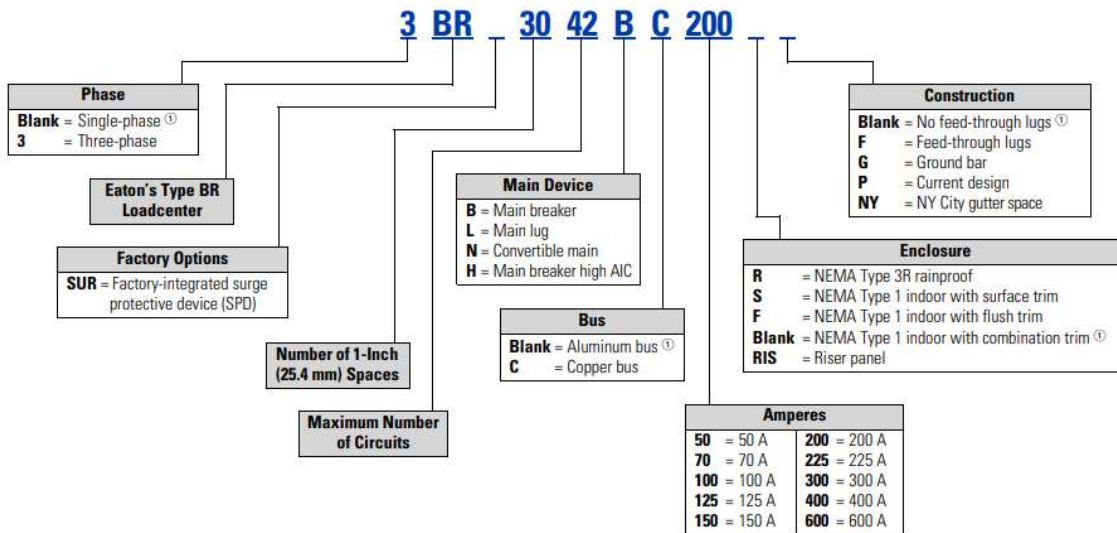 3 BR _ 30 42 B C 200 _ _
Phase
Blank = Single-phase ①
3 = Three-phase
Eaton's Type BR
Loadcenter
Factory Options
SUR = Factory-integrated surge
protective device (SPD)
Number of 1-Inch
(25.4 mm) Spaces
Maximum Number
of Circuits
Main Device
B = Main breaker
L = Main lug
N = Convertible main
H = Main breaker high AIC
Bus
Blank = Aluminum bus ①
C = Copper bus
Amperes
50 = 50 A 200 = 200 A
70 = 70 A 225 = 225 A
100 = 100 A 300 = 300 A
125 = 125 A 400 = 400 A
150 = 150 A 600 = 600 A
Enclosure
R = NEMA Type 3R rainproof
S = NEMA Type 1 indoor with surface trim
F = NEMA Type 1 indoor with flush trim
Blank = NEMA Type 1 indoor with combination trim ①
RIS = Riser panel
Construction
Blank = No feed-through lugs ①
F = Feed-through lugs
G = Ground bar
P = Current design
NY = NY City gutter space